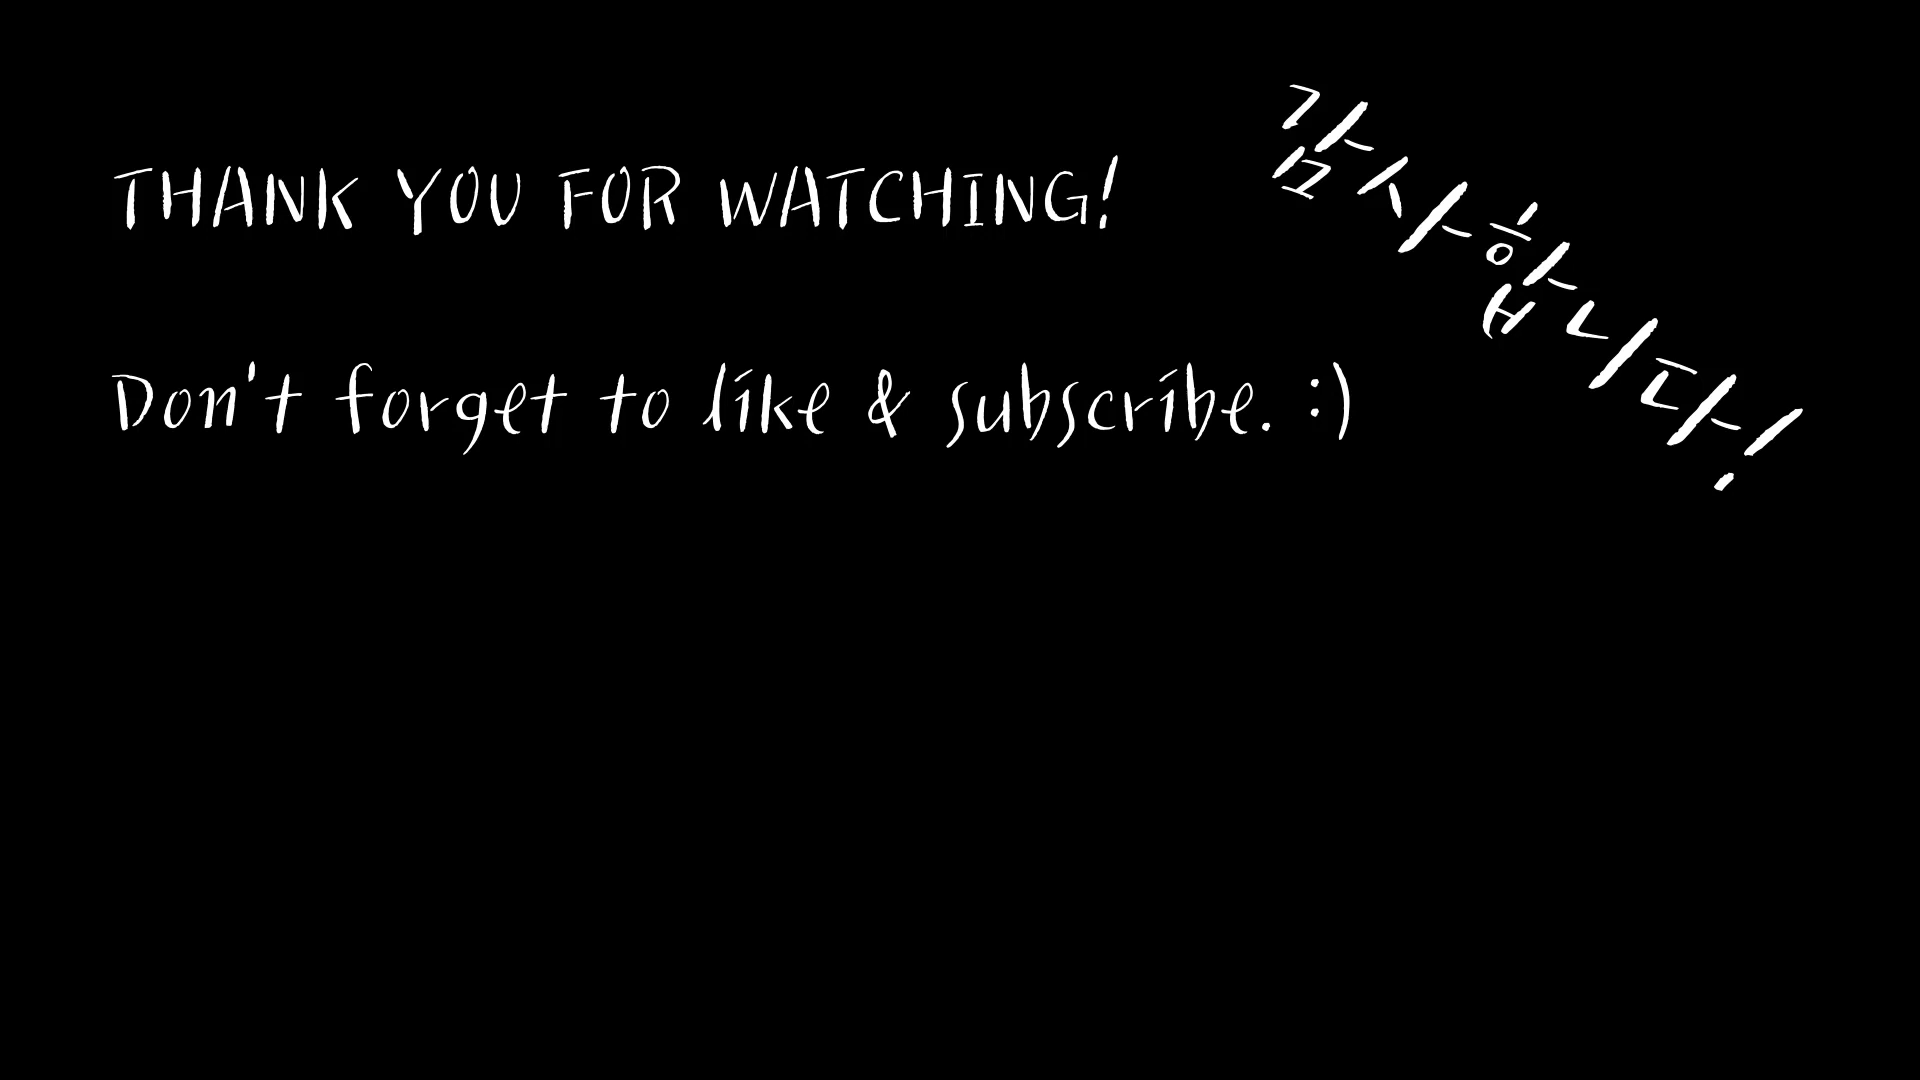 THANK YOU FOR WATCHING!
감사합니다!
Don't forget to like & subscribe. :)